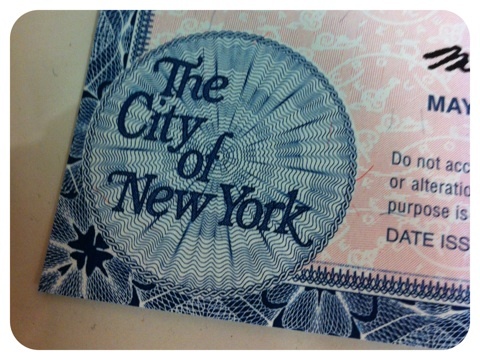 The
City
of
New York
MAY
Do not acc
or alteratio
purpose is
DATE ISS